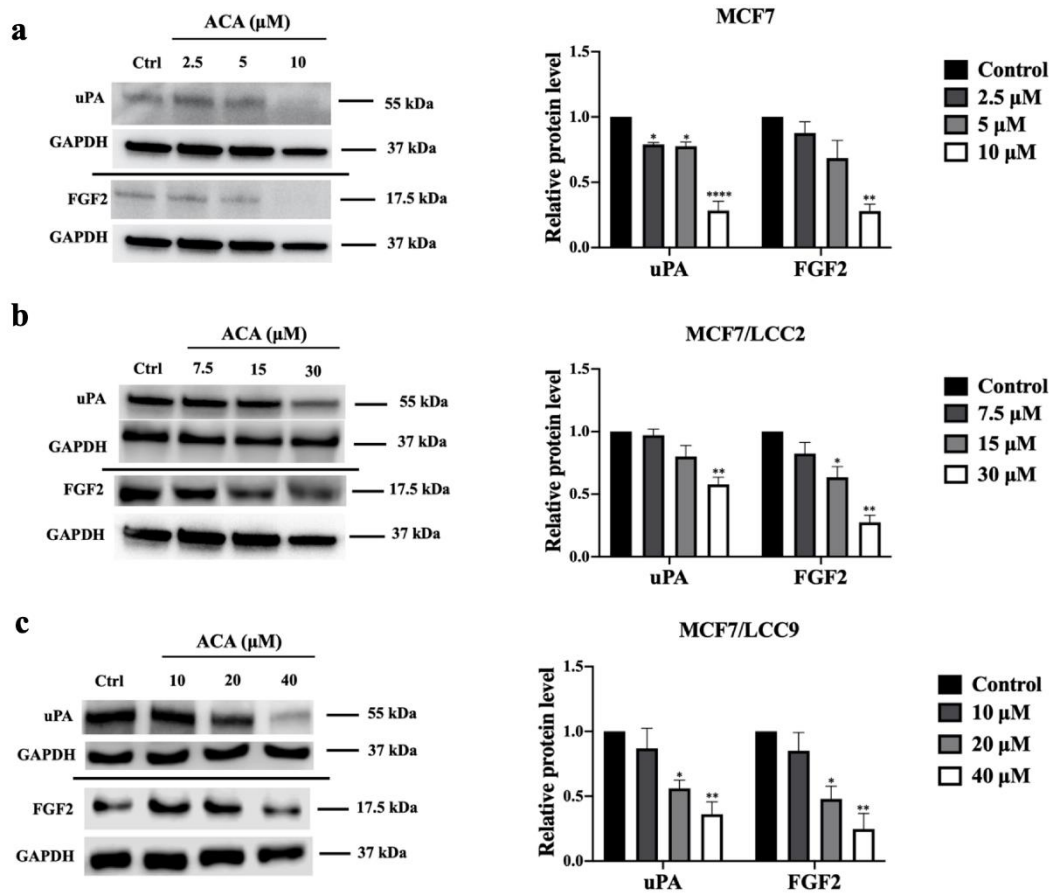 a
ACA (µM)
Ctrl 2.5 5 10
uPA 55 kDa
GAPDH 37 kDa
FGF2 17.5 kDa
GAPDH 37 kDa
MCF7
Relative protein level
1.5
1.0
0.5
0.0
* * ****
**
uPA FGF2
Control
2.5 µM
5 µM
10 µM
b
ACA (µM)
Ctrl 7.5 15 30
uPA 55 kDa
GAPDH 37 kDa
FGF2 17.5 kDa
GAPDH 37 kDa
MCF7/LCC2
Relative protein level
1.5
1.0
0.5
0.0
**
* **
uPA FGF2
Control
7.5 µM
15 µM
30 µM
c
ACA (µM)
Ctrl 10 20 40
uPA 55 kDa
GAPDH 37 kDa
FGF2 17.5 kDa
GAPDH 37 kDa
MCF7/LCC9
Relative protein level
1.5
1.0
0.5
0.0
* **
* **
uPA FGF2
Control
10 µM
20 µM
40 µM